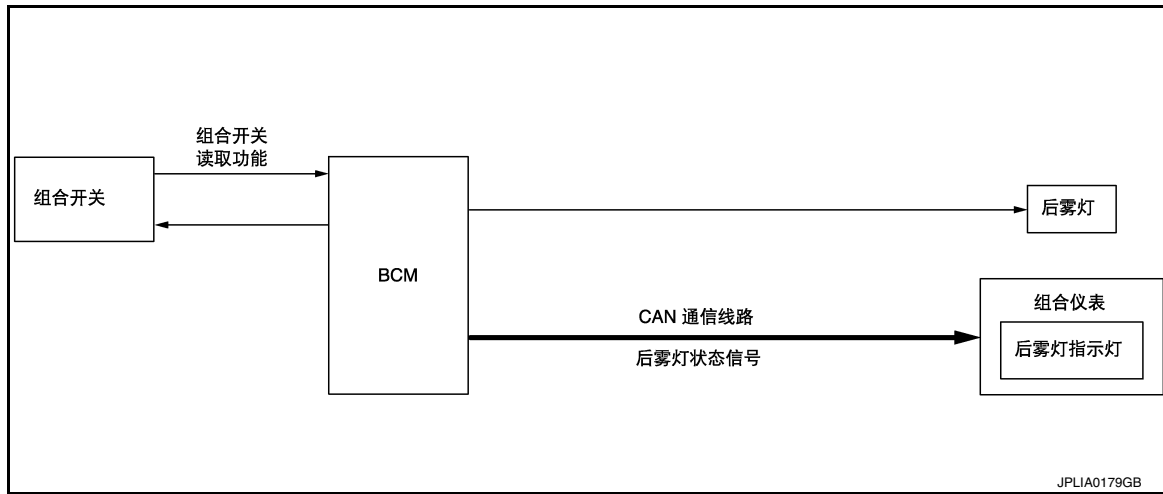 组合开关
读取功能
组合开关
BCM
后雾灯
CAN 通信线路
后雾灯状态信号
组合仪表
后雾灯指示灯
JPLIA0179GB